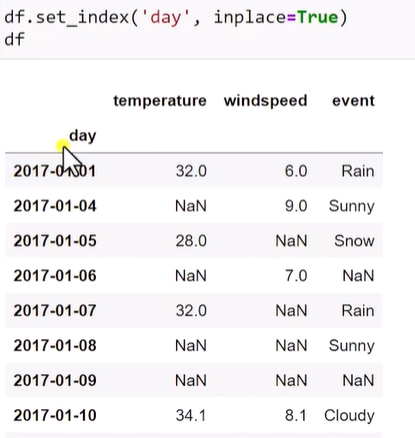 df.set_index('day', inplace=True)
df
temperature windspeed event
day
2017-01-01 32.0 6.0 Rain
2017-01-04 NaN 9.0 Sunny
2017-01-05 28.0 NaN Snow
2017-01-06 NaN 7.0 NaN
2017-01-07 32.0 NaN Rain
2017-01-08 NaN NaN Sunny
2017-01-09 NaN NaN NaN
2017-01-10 34.1 8.1 Cloudy